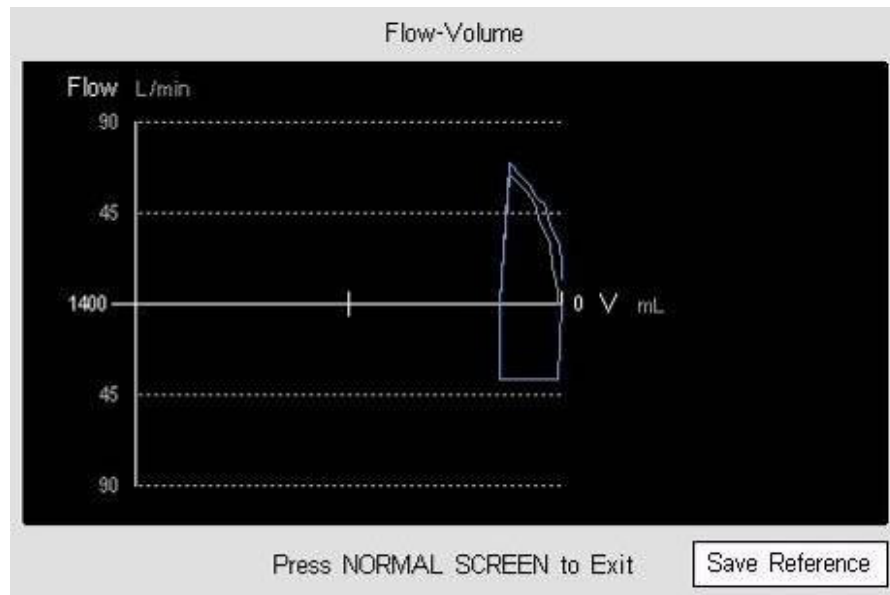 Flow-Volume
Flow L/min
90
45
1400 0 V mL
45
90
Press NORMAL SCREEN to Exit
Save Reference